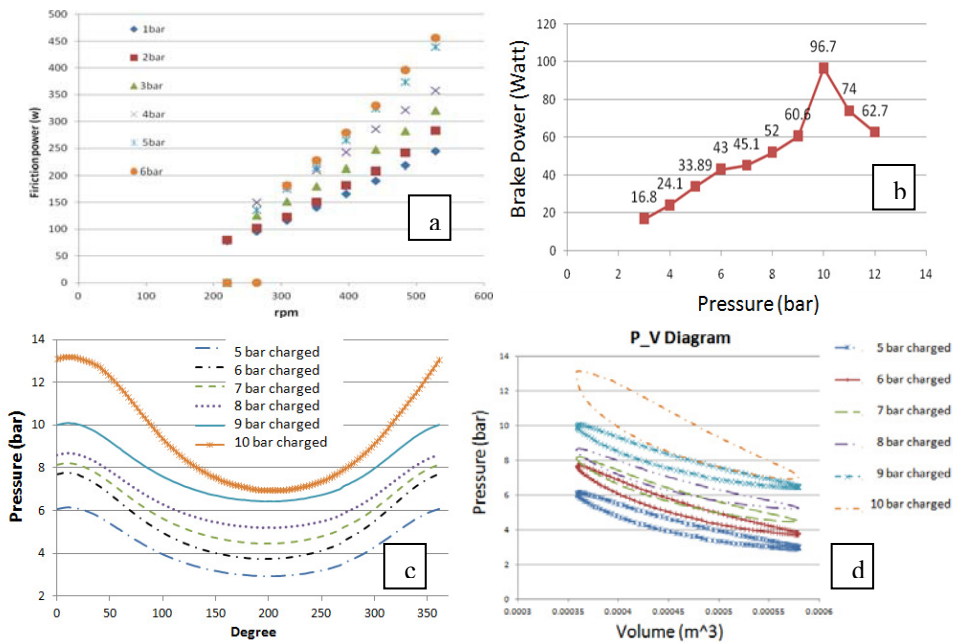 500
450
400
350
300
250
200
150
100
50
0
Firictionpower (w)
1bar
2bar
3bar
4bar
5bar
6bar
a
0 100 200 300 400 500 600
rpm
120
100
80
60
40
20
0
Brake Power (Watt)
16.8
24.1
33.89
43
45.1
52
60.6
96.7
74
62.7
b
0 2 4 6 8 10 12 14
Pressure (bar)
14
12
10
8
6
4
2
Pressure (bar)
5 bar charged
6 bar charged
7 bar charged
8 bar charged
9 bar charged
10 bar charged
c
0 50 100 150 200 250 300 350
Degree
P_V Diagram
14
12
10
8
6
4
2
0
Pressure (bar)
5 bar charged
6 bar charged
7 bar charged
8 bar charged
9 bar charged
10 bar charged
d
0.0003 0.00035 0.0004 0.00045 0.0005 0.00055 0.0006
Volume (m^3)